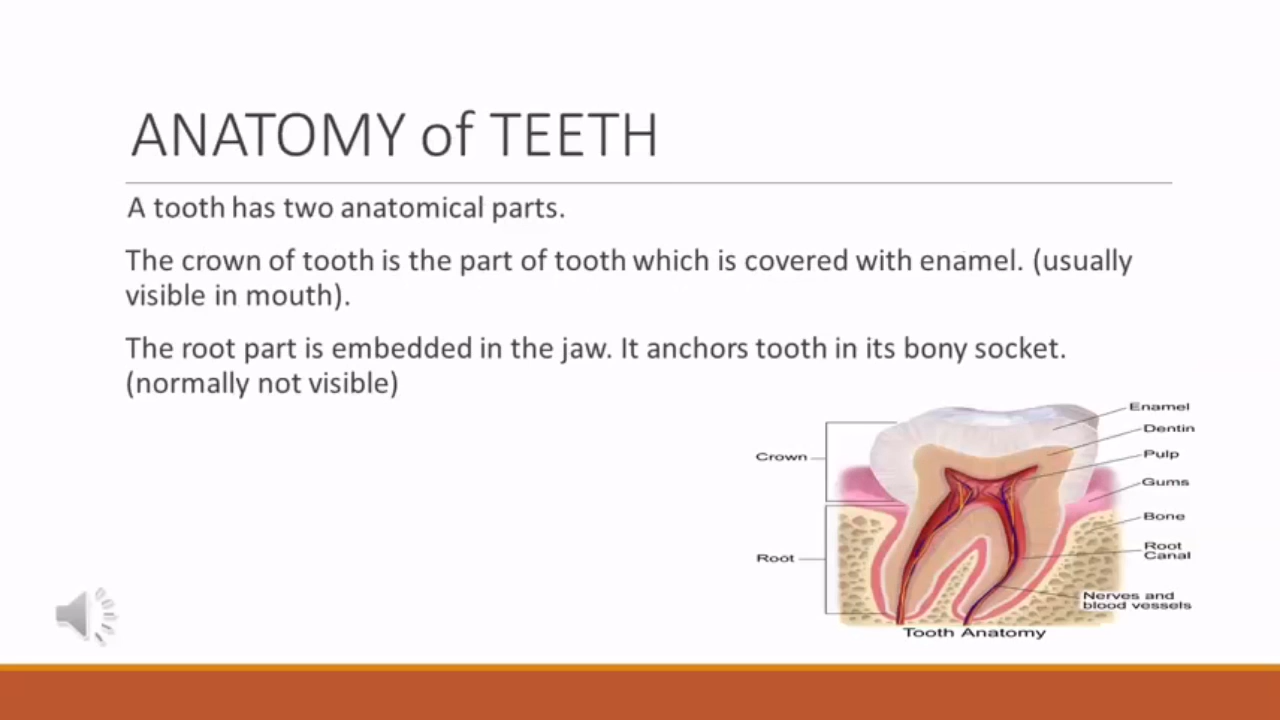 ANATOMY of TEETH
A tooth has two anatomical parts.
The crown of tooth is the part of tooth which is covered with enamel. (usually
visible in mouth).
The root part is embedded in the jaw. It anchors tooth in its bony socket.
(normally not visible)
Enamel
Dentin
Crown
Pulp
Gums
Bone
Root
Root
Canal
Nerves and
blood vessels
Tooth Anatomy